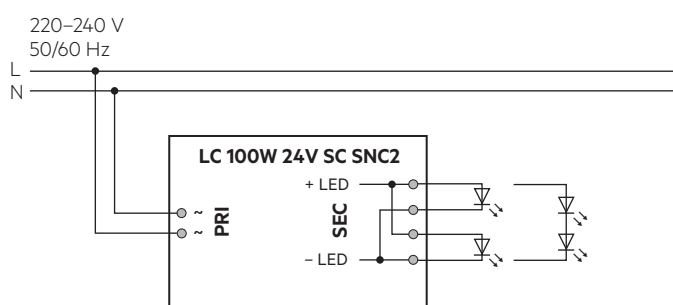 220–240 V
50/60 Hz
L
N
LC 100W 24V SC SNC2
+ LED
~
PRI
~
SEC
– LED